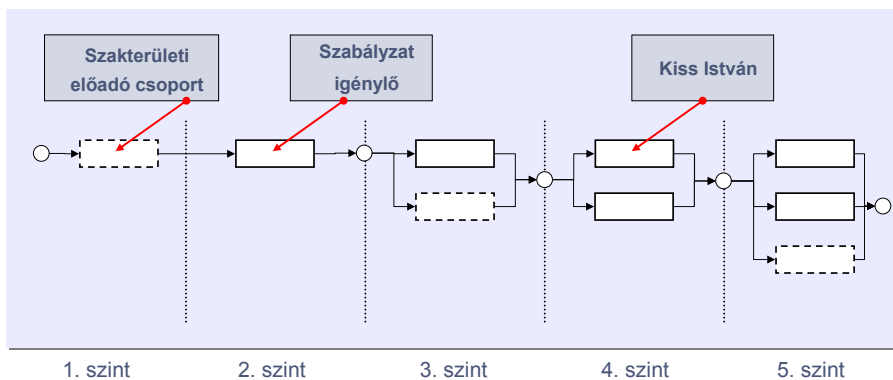 Szakterületi
előadó csoport
Szabályzat
igénylő
Kiss István
1. szint
2. szint
3. szint
4. szint
5. szint